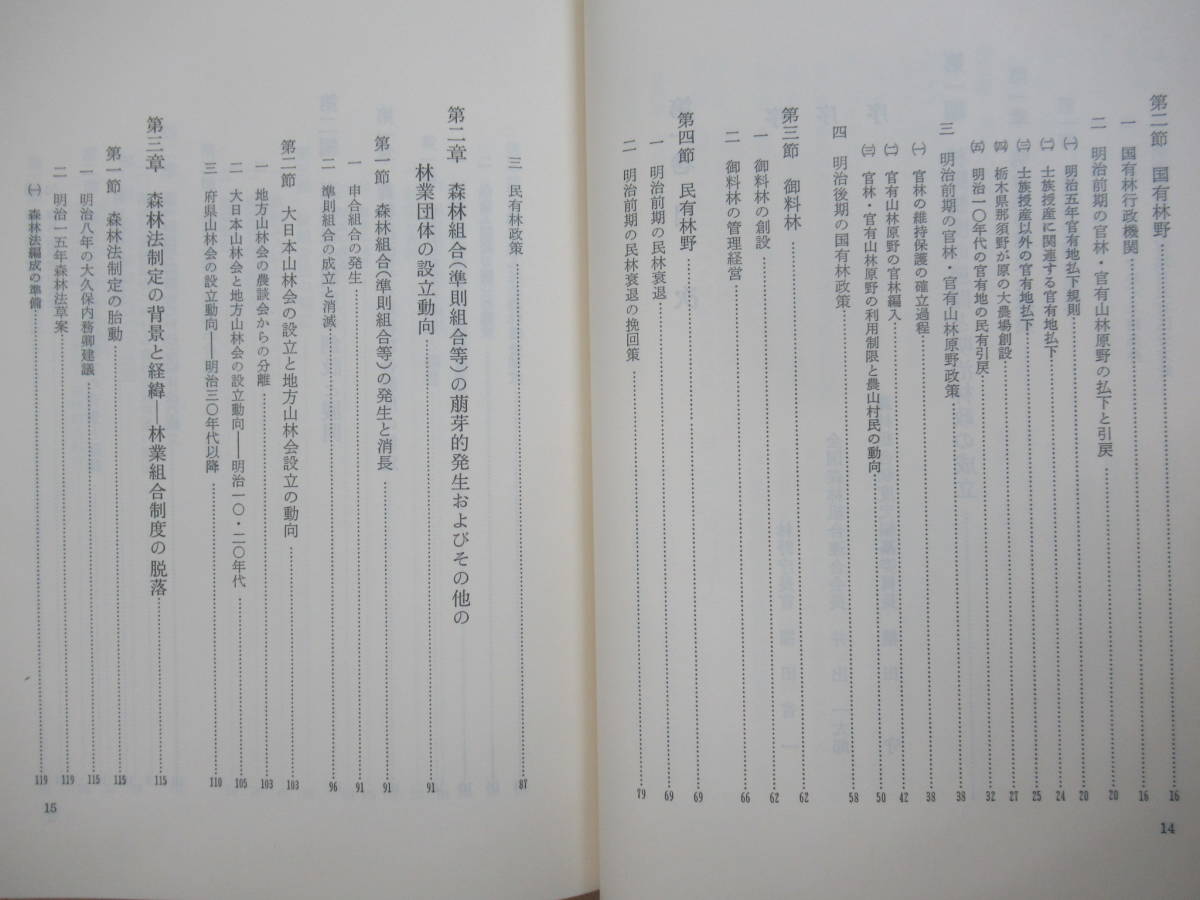 第二節 国有林野 16
一 国有林行政機関 16
二 明治前期の官林・官有山林原野の払下と引戻 20
㈠ 明治五年官有地払下規則 20
㈡ 士族授産に関連する官有地払下 24
㈢ 士族授産以外の官有地払下 25
㈣ 栃木県那須野が原の大農場創設 27
㈤ 明治一〇年代の官有地の民有引戻 32
三 明治前期の官林・官有山林原野政策 38
㈠ 官林の維持保護の確立過程 38
㈡ 官有山林原野の官林編入 42
㈢ 官林・官有山林原野の利用制限と農山村民の動向 50
四 明治後期の国有林政策 58
第三節 御料林 62
一 御料林の創設 62
二 御料林の管理経営 66
第四節 民有林野 69
一 明治前期の民林衰退 69
二 明治前期の民林衰退の挽回策 79
14
三 民有林政策 87
第二章 森林組合(準則組合等)の萠芽的発生およびその他の
林業団体の設立動向 91
第一節 森林組合(準則組合等)の発生と消長 91
一 申合組合の発生 91
二 準則組合の成立と消滅 96
第二節 大日本山林会の設立と地方山林会設立の動向 103
一 地方山林会の農談会からの分離 103
二 大日本山林会と地方山林会の設立動向――明治一〇・二〇年代 105
三 府県山林会の設立動向――明治三〇年代以降 110
第三章 森林法制定の背景と経緯―林業組合制度の脱落 115
第一節 森林法制定の胎動 115
一 明治八年の大久保内務卿建議 115
二 明治一五年森林法草案 119
㈠ 森林法編成の準備 119
15